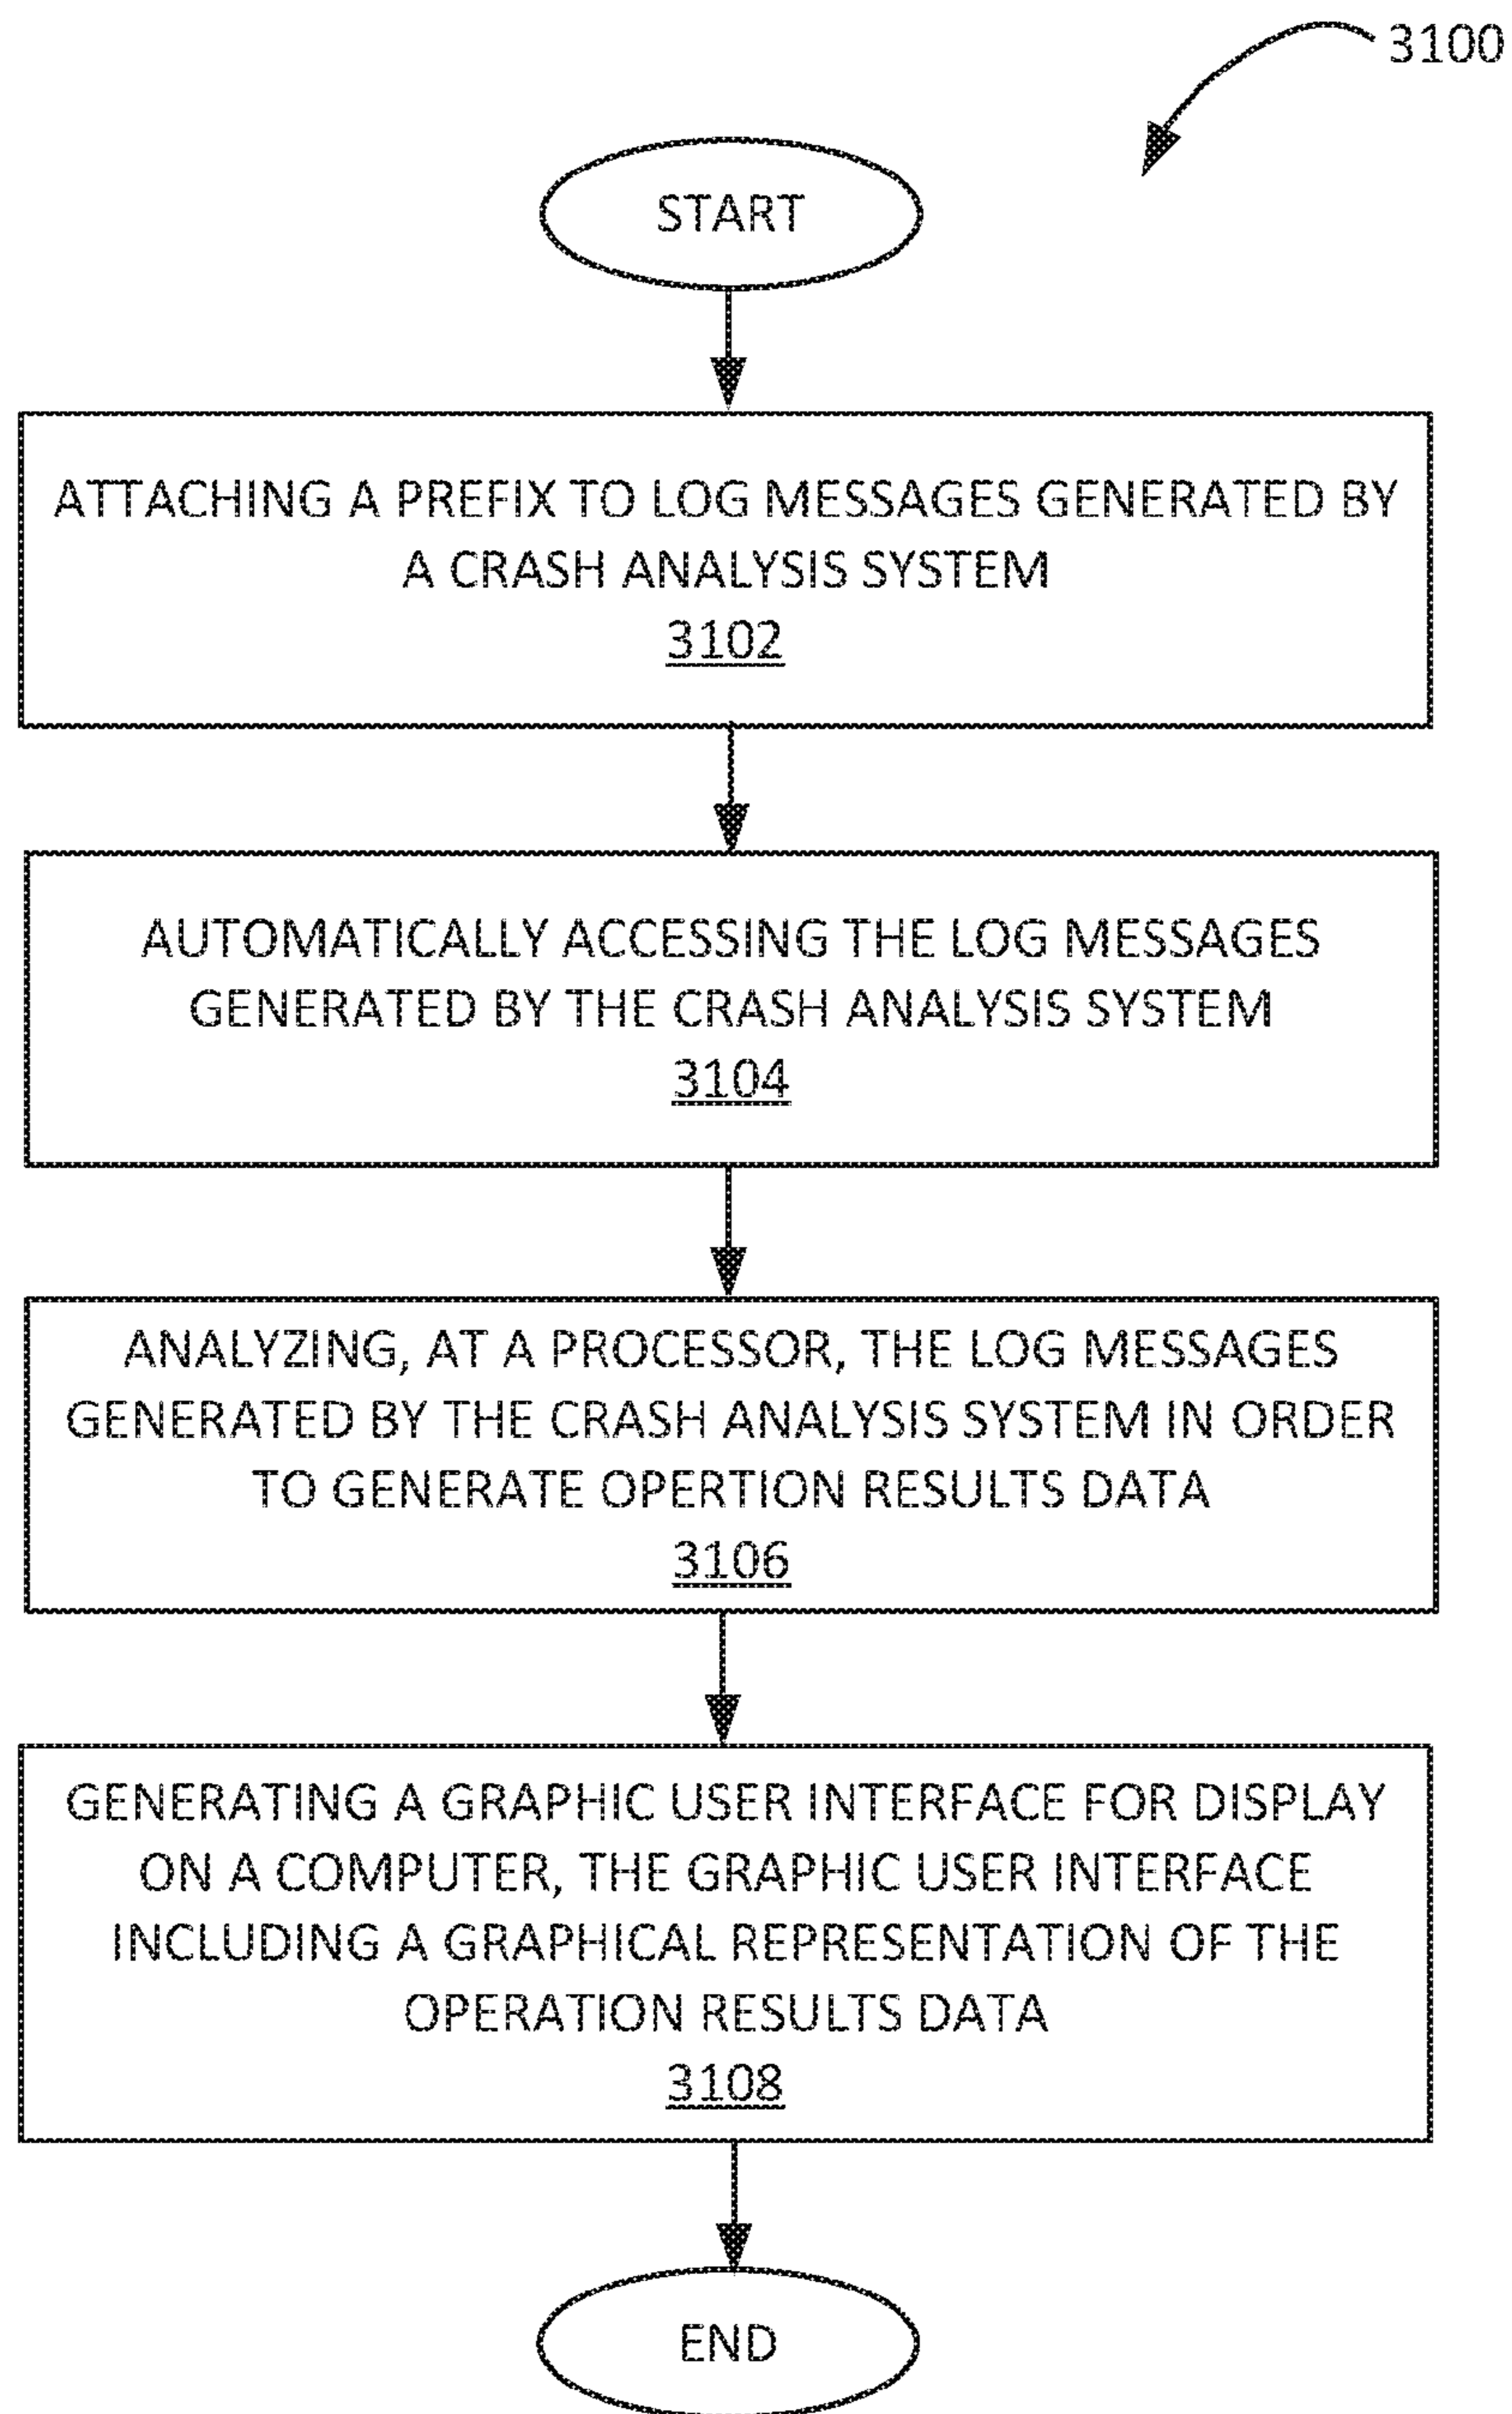 3100
START
ATTACHING A PREFIX TO LOG MESSAGES GENERATED BY
A CRASH ANALYSIS SYSTEM
3102
AUTOMATICALLY ACCESSING THE LOG MESSAGES
GENERATED BY THE CRASH ANALYSIS SYSTEM
3104
ANALYZING, AT A PROCESSOR, THE LOG MESSAGES
GENERATED BY THE CRASH ANALYSIS SYSTEM IN ORDER
TO GENERATE OPERTION RESULTS DATA
3106
GENERATING A GRAPHIC USER INTERFACE FOR DISPLAY
ON A COMPUTER, THE GRAPHIC USER INTERFACE
INCLUDING A GRAPHICAL REPRESENTATION OF THE
OPERATION RESULTS DATA
3108
END